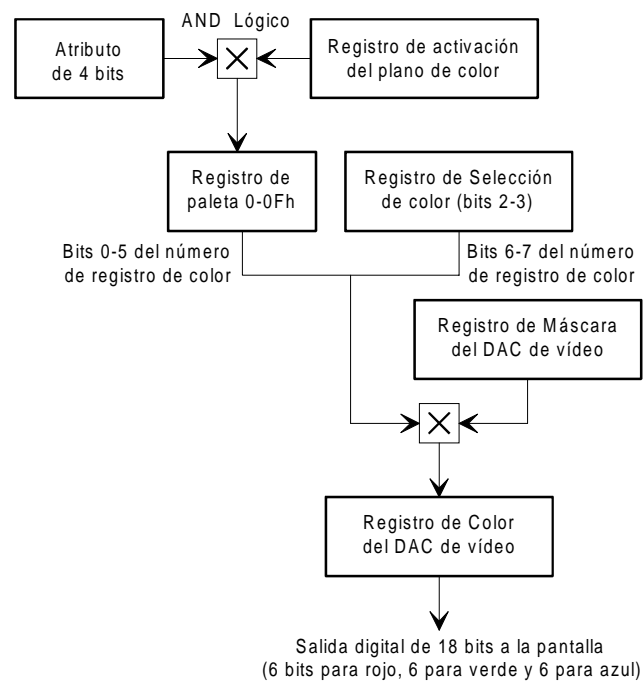 AND Lógico
Atributo
de 4 bits
Registro de activación
del plano de color
Registro de
paleta 0-0Fh
Registro de Selección
de color (bits 2-3)
Bits 0-5 del número
de registro de color
Bits 6-7 del número
de registro de color
Registro de Máscara
del DAC de vídeo
Registro de Color
del DAC de vídeo
Salida digital de 18 bits a la pantalla
(6 bits para rojo, 6 para verde y 6 para azul)